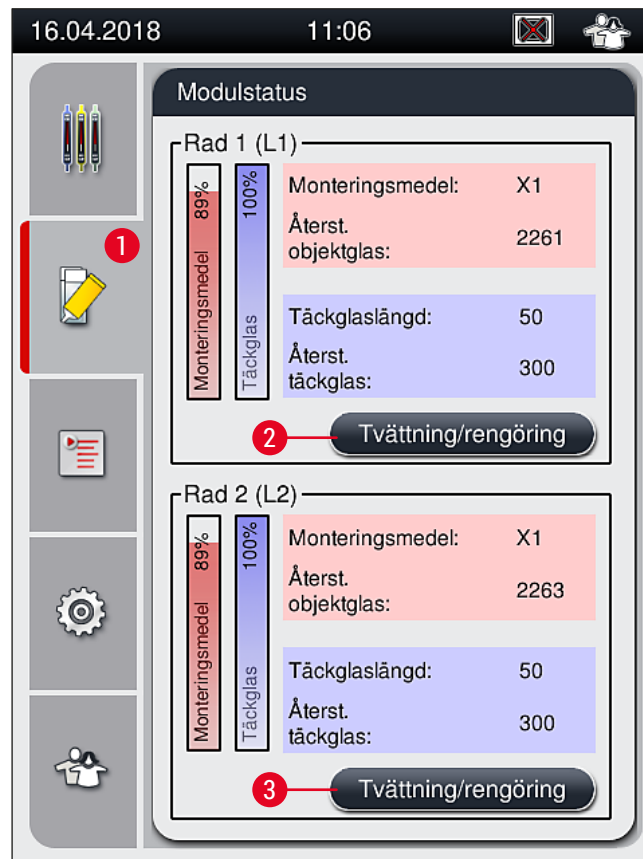 16.04.2018 11:06
Modulstatus
1
Rad 1 (L1)
Monteringsmedel 89%
Täckglas 100%
Monteringsmedel: X1
Återst.
objektglas: 2261
Täckglaslängd: 50
Återst.
täckglas: 300
2 Tvättning/rengöring
Rad 2 (L2)
Monteringsmedel 89%
Täckglas 100%
Monteringsmedel: X1
Återst.
objektglas: 2263
Täckglaslängd: 50
Återst.
täckglas: 300
3 Tvättning/rengöring